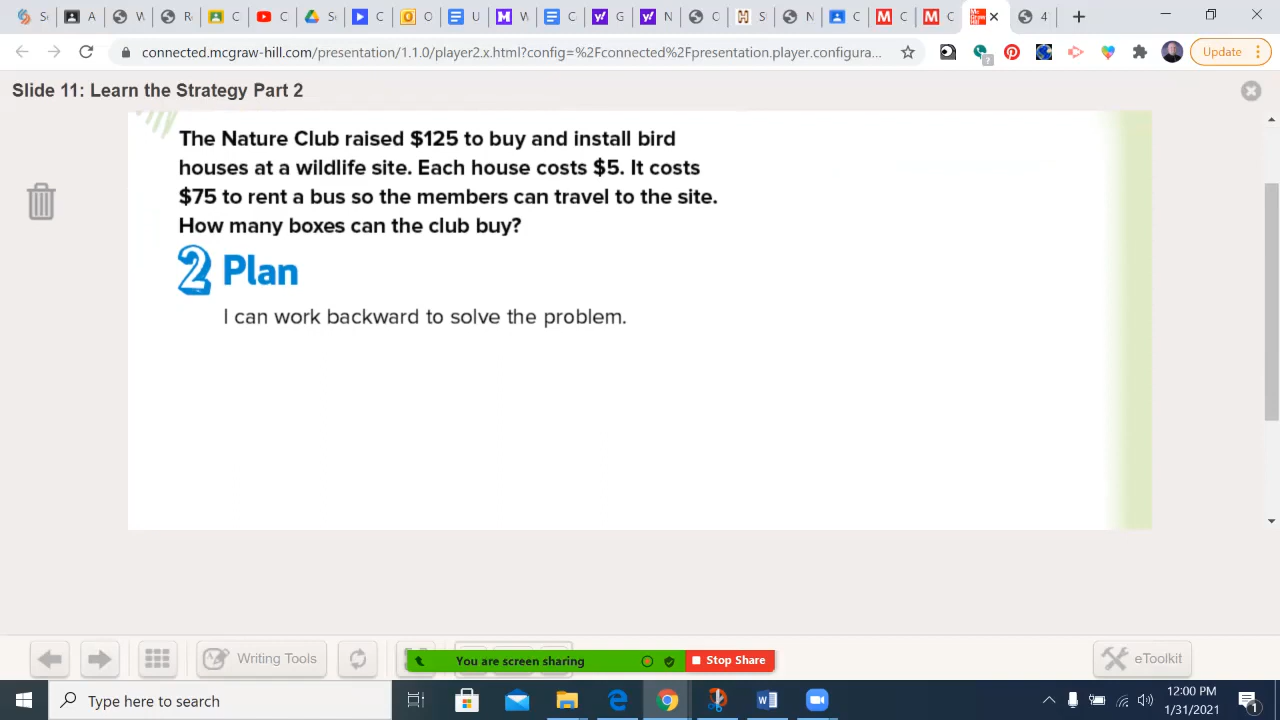 S
C
W
Re
C
C
S
C
O
U
W
C
G
N
C
S
N
C
C
C
C
4
connected.mcgraw-hill.com/presentation/1.1.0/player2.x.html?config=%2Fconnected%2Fpresentation.player.configura...
?
Update
Slide 11: Learn the Strategy Part 2
The Nature Club raised $125 to buy and install bird
houses at a wildlife site. Each house costs $5. It costs
$75 to rent a bus so the members can travel to the site.
How many boxes can the club buy?
2 Plan
I can work backward to solve the problem.
Writing Tools
You are screen sharing
Stop Share
eToolkit
Type here to search
12:00 PM
1/31/2021
1